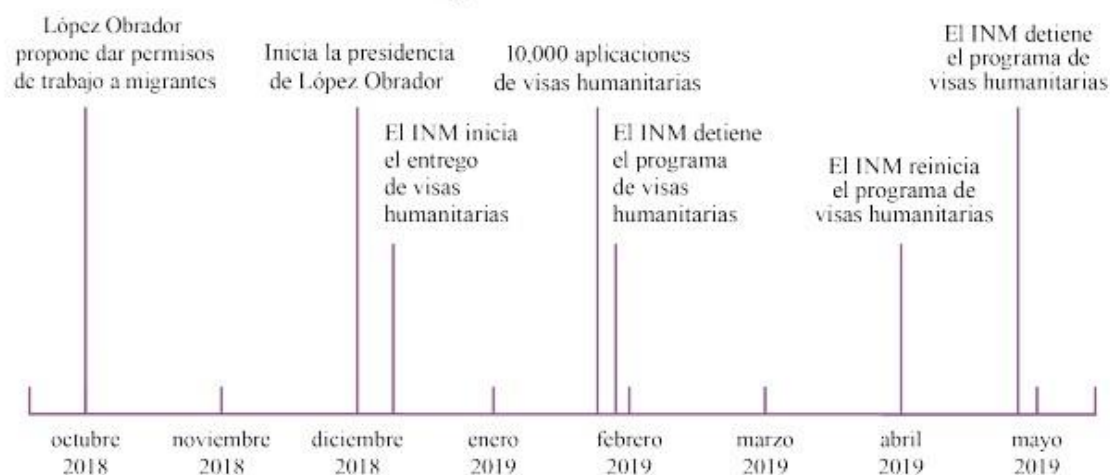 López Obrador
propone dar permisos
de trabajo a migrantes
Inicia la presidencia
de López Obrador
10,000 aplicaciones
de visas humanitarias
El INM detiene
el programa de
visas humanitarias
El INM inicia
el entrego
de visas
humanitarias
El INM detiene
el programa
de visas
humanitarias
El INM reinicia
el programa de
visas humanitarias
octubre
2018
noviembre
2018
diciembre
2018
enero
2019
febrero
2019
marzo
2019
abril
2019
mayo
2019